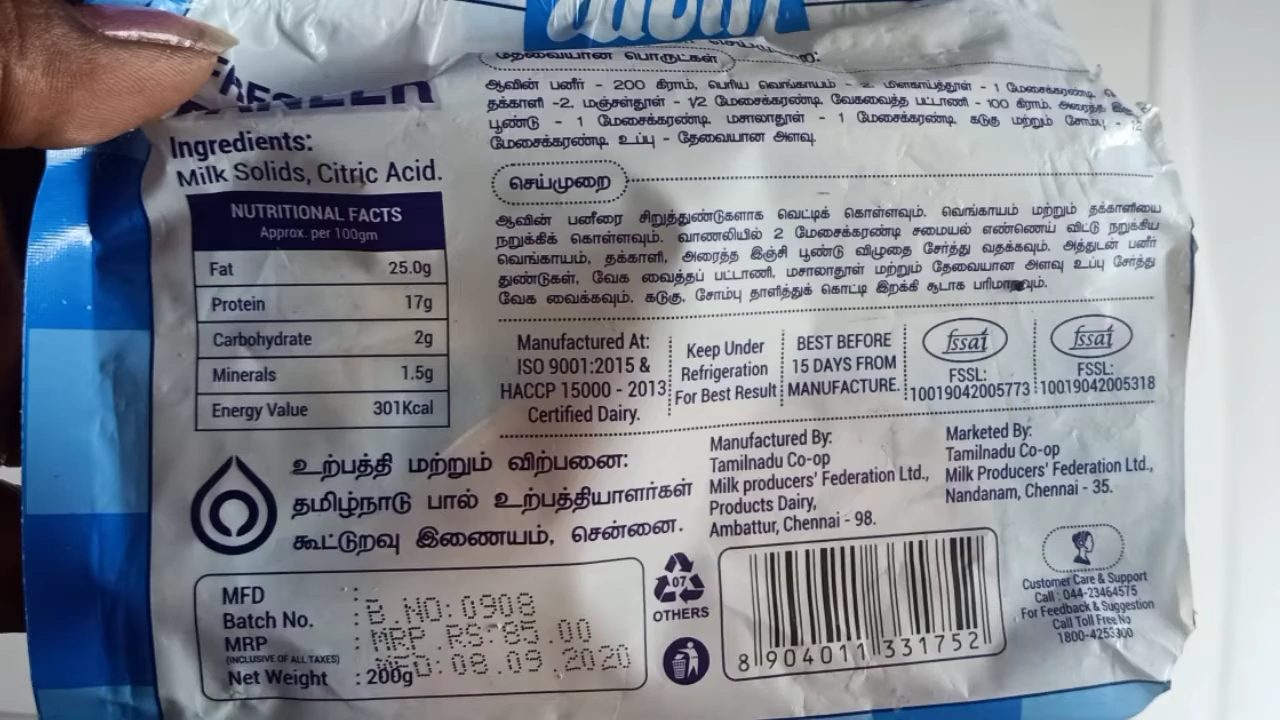 தேவையான பொருட்கள்
ஆவின் பனீர் - 200 கிராம், பெரிய வெங்காயம் - 2 மிளகாய்த்தூள் - 1 மேசைக்கரண்டி
தக்காளி -2, மஞ்சள்தூள் - 1/2 மேசைக்கரண்டி வேகவைத்த பட்டாணி - 100 கிராம், அரைத்த
பூண்டு - 1 மேசைக்கரண்டி மசாலாதூள் - 1 மேசைக்கரண்டி கடுகு மற்றும் சோம்பு -
மேசைக்கரண்டி உப்பு - தேவையான அளவு.
Ingredients:
Milk Solids, Citric Acid.
NUTRITIONAL FACTS
Approx. per 100gm
Fat 25.0g
Protein 17g
Carbohydrate 2g
Minerals 1.5g
Energy Value 301Kcal
செய்முறை
ஆவின் பனீரை சிறுத்துண்டுகளாக வெட்டிக் கொள்ளவும். வெங்காயம் மற்றும் தக்காளியை
நறுக்கிக் கொள்ளவும். வாணலியில் 2 மேசைக்கரண்டி சமையல் எண்ணெய் விட்டு நறுக்கிய
வெங்காயம், தக்காளி, அரைத்த இஞ்சி பூண்டு விழுதை சேர்த்து வதக்கவும். அத்துடன் பனீர்
துண்டுகள், வேக வைத்தப் பட்டாணி, மசாலாதூள் மற்றும் தேவையான அளவு உப்பு சேர்த்து
வேக வைக்கவும். கடுகு, சோம்பு தாளித்துக் கொட்டி இறக்கி சூடாக பரிமாறவும்.
Manufactured At:
ISO 9001:2015 &
HACCP 15000 - 2013
Certified Dairy.
Keep Under
Refrigeration
For Best Result
BEST BEFORE
15 DAYS FROM
MANUFACTURE.
fssai
FSSL:
10019042005773
fssai
FSSL:
10019042005318
உற்பத்தி மற்றும் விற்பனை:
தமிழ்நாடு பால் உற்பத்தியாளர்கள்
கூட்டுறவு இணையம், சென்னை.
Manufactured By:
Tamilnadu Co-op
Milk producers' Federation Ltd.,
Products Dairy,
Ambattur, Chennai - 98.
Marketed By:
Tamilnadu Co-op
Milk Producers' Federation Ltd.,
Nandanam, Chennai - 35.
MFD :
Batch No. : B.NO:0908
MRP : MRP.RS:85.00
(INCLUSIVE OF ALL TAXES)
MFD:08.09.2020
Net Weight : 200g
07
OTHERS
8 904011 331752
Customer Care & Support
Call : 044-23464575
For Feedback & Suggestion
Call Toll Free No
1800-4253300